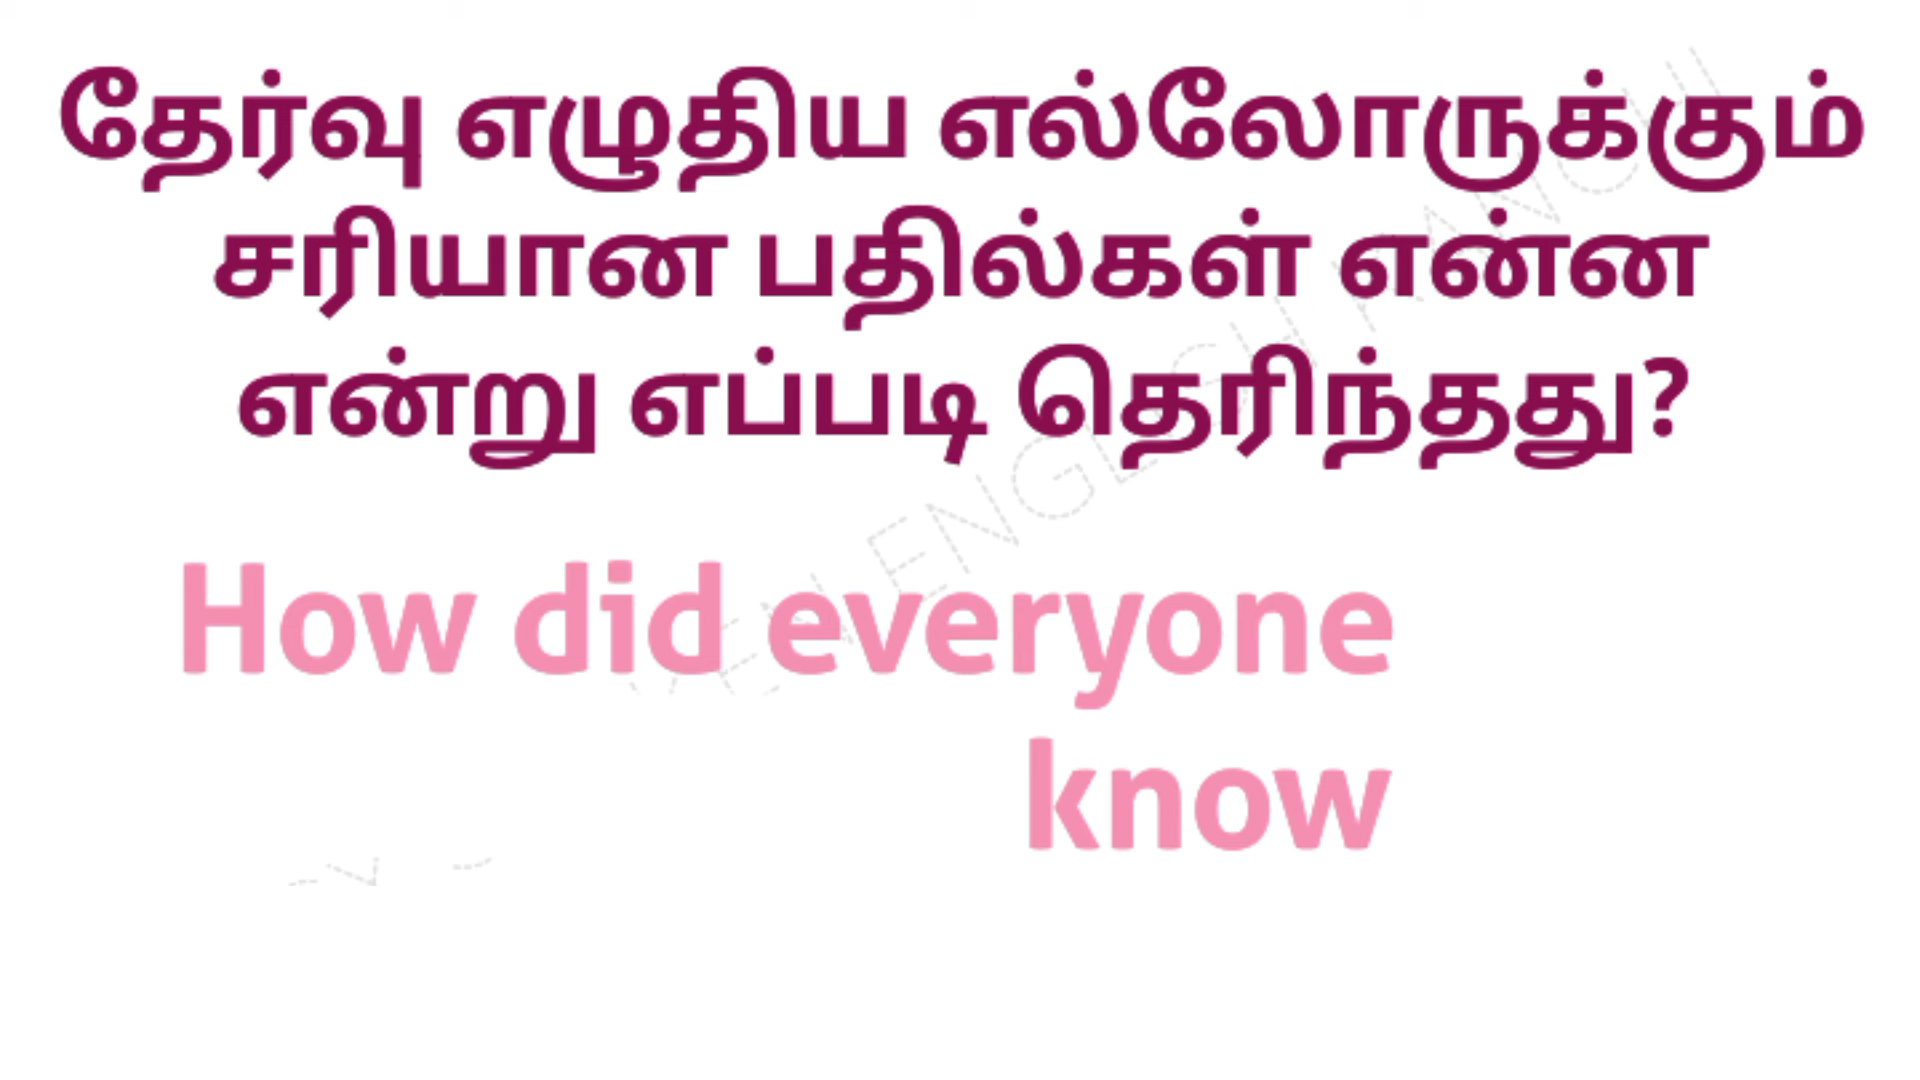 தேர்வு எழுதிய எல்லோருக்கும்
சரியான பதில்கள் என்ன
என்று எப்படி தெரிந்தது?
How did everyone
know